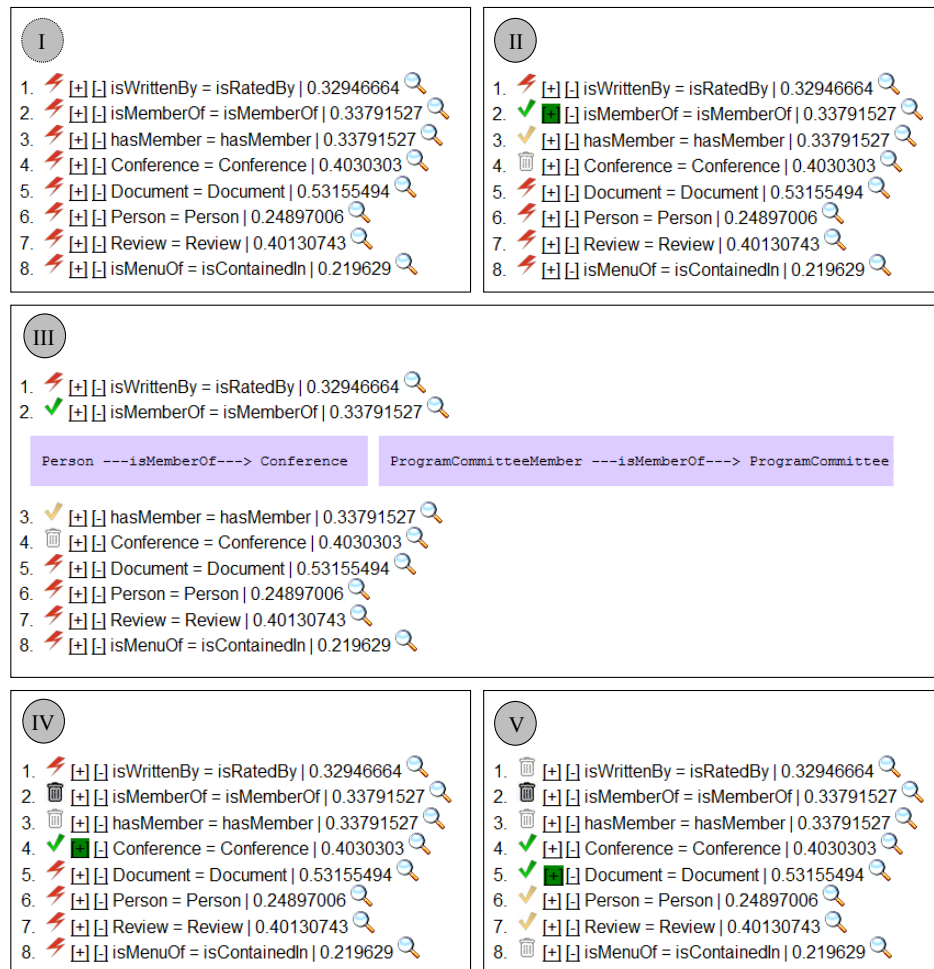 I
1. [+] [-] isWrittenBy = isRatedBy | 0.32946664
2. [+] [-] isMemberOf = isMemberOf | 0.33791527
3. [+] [-] hasMember = hasMember | 0.33791527
4. [+] [-] Conference = Conference | 0.4030303
5. [+] [-] Document = Document | 0.53155494
6. [+] [-] Person = Person | 0.24897006
7. [+] [-] Review = Review | 0.40130743
8. [+] [-] isMenuOf = isContainedIn | 0.219629
II
1. [+] [-] isWrittenBy = isRatedBy | 0.32946664
2. [+] [-] isMemberOf = isMemberOf | 0.33791527
3. [+] [-] hasMember = hasMember | 0.33791527
4. [+] [-] Conference = Conference | 0.4030303
5. [+] [-] Document = Document | 0.53155494
6. [+] [-] Person = Person | 0.24897006
7. [+] [-] Review = Review | 0.40130743
8. [+] [-] isMenuOf = isContainedIn | 0.219629
III
1. [+] [-] isWrittenBy = isRatedBy | 0.32946664
2. [+] [-] isMemberOf = isMemberOf | 0.33791527
Person ---isMemberOf---> Conference
ProgramCommitteeMember ---isMemberOf---> ProgramCommittee
3. [+] [-] hasMember = hasMember | 0.33791527
4. [+] [-] Conference = Conference | 0.4030303
5. [+] [-] Document = Document | 0.53155494
6. [+] [-] Person = Person | 0.24897006
7. [+] [-] Review = Review | 0.40130743
8. [+] [-] isMenuOf = isContainedIn | 0.219629
IV
1. [+] [-] isWrittenBy = isRatedBy | 0.32946664
2. [+] [-] isMemberOf = isMemberOf | 0.33791527
3. [+] [-] hasMember = hasMember | 0.33791527
4. [+] [-] Conference = Conference | 0.4030303
5. [+] [-] Document = Document | 0.53155494
6. [+] [-] Person = Person | 0.24897006
7. [+] [-] Review = Review | 0.40130743
8. [+] [-] isMenuOf = isContainedIn | 0.219629
V
1. [+] [-] isWrittenBy = isRatedBy | 0.32946664
2. [+] [-] isMemberOf = isMemberOf | 0.33791527
3. [+] [-] hasMember = hasMember | 0.33791527
4. [+] [-] Conference = Conference | 0.4030303
5. [+] [-] Document = Document | 0.53155494
6. [+] [-] Person = Person | 0.24897006
7. [+] [-] Review = Review | 0.40130743
8. [+] [-] isMenuOf = isContainedIn | 0.219629